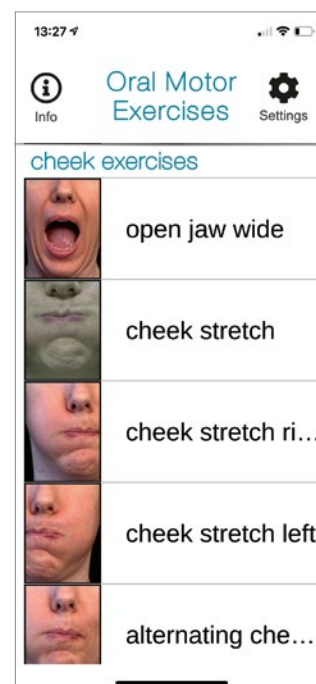 13:27
Oral Motor
Exercises
Info
Settings
cheek exercises
open jaw wide
cheek stretch
cheek stretch ri...
cheek stretch left
alternating che...